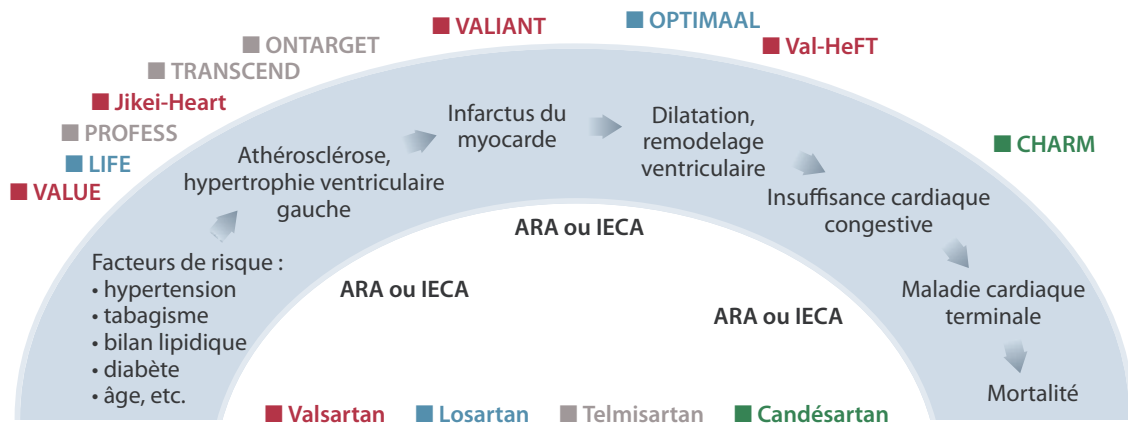 VALIANT
OPTIMAAL
Val-HeFT
ONTARGET
TRANSCEND
Jikei-Heart
PROFESS
LIFE
VALUE
CHARM
Facteurs de risque :
• hypertension
• tabagisme
• bilan lipidique
• diabète
• âge, etc.
Athérosclérose,
hypertrophie ventriculaire
gauche
Infarctus du
myocarde
Dilatation,
remodelage
ventriculaire
Insuffisance cardiaque
congestive
Maladie cardiaque
terminale
Mortalité
ARA ou IECA
ARA ou IECA
ARA ou IECA
Valsartan
Losartan
Telmisartan
Candésartan